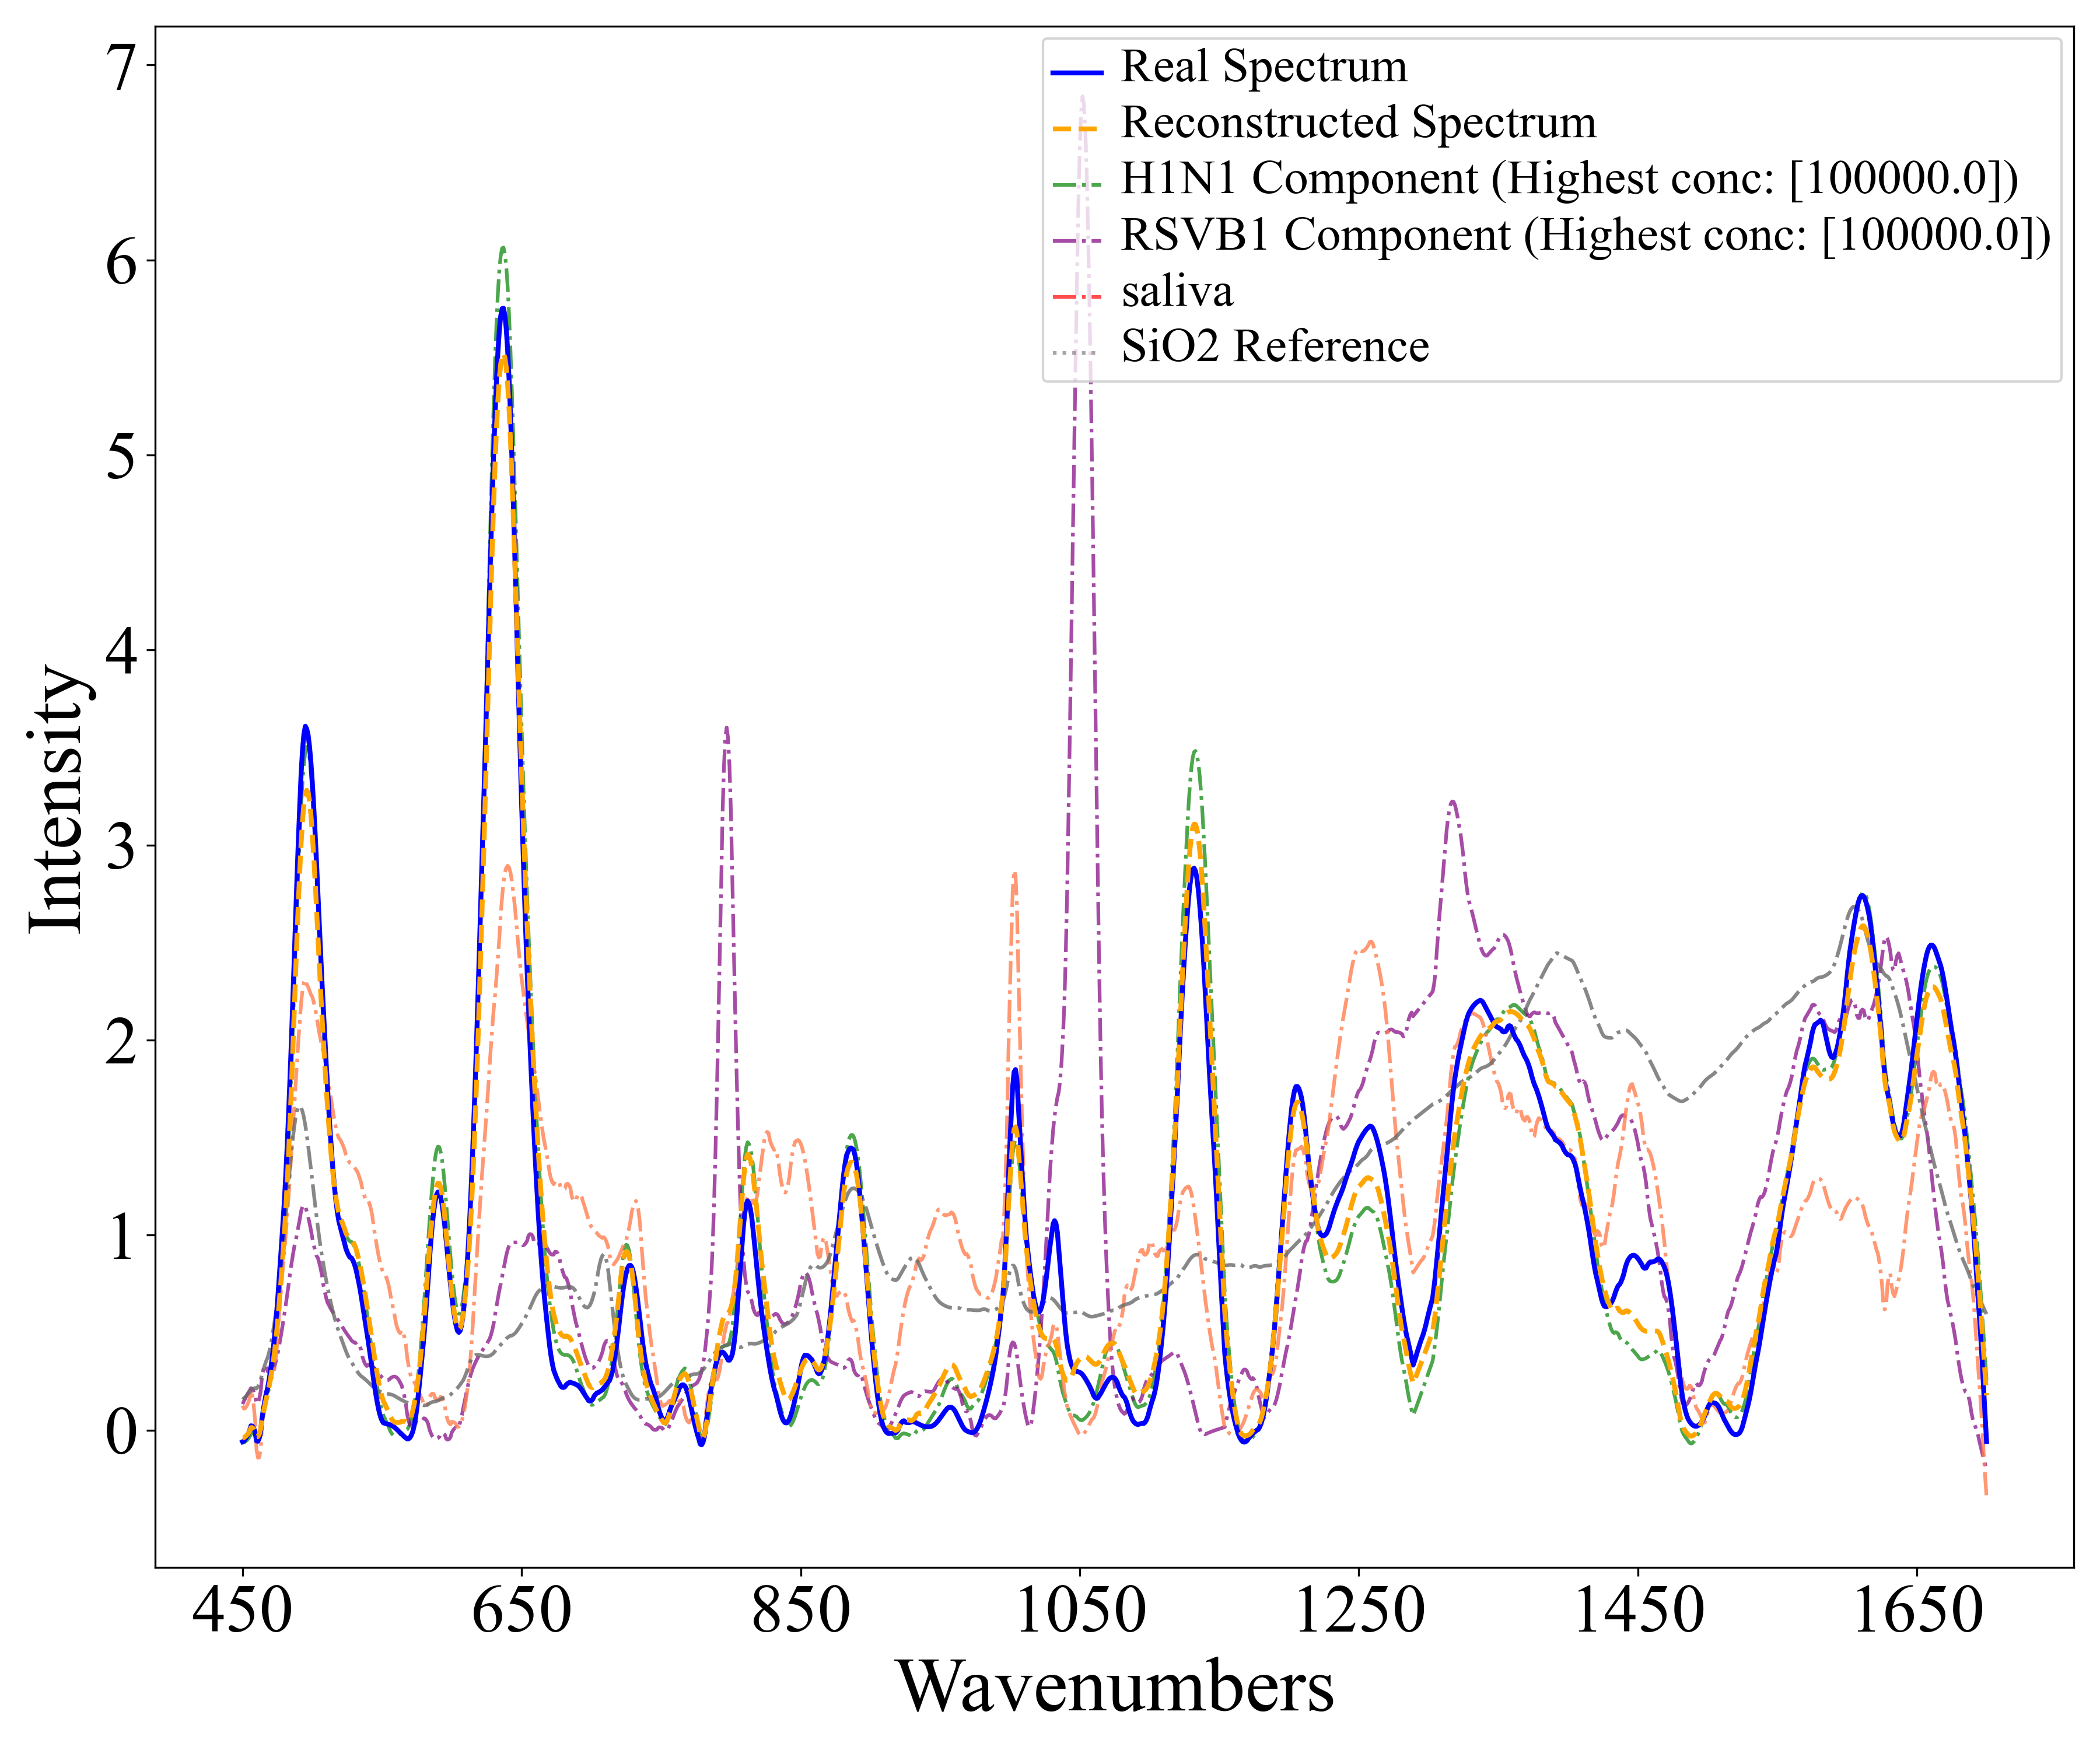 7
6
5
4
3
2
1
0
Intensity
Real Spectrum
Reconstructed Spectrum
H1N1 Component (Highest conc: [100000.0])
RSVB1 Component (Highest conc: [100000.0])
saliva
SiO2 Reference
450 650 850 1050 1250 1450 1650
Wavenumbers